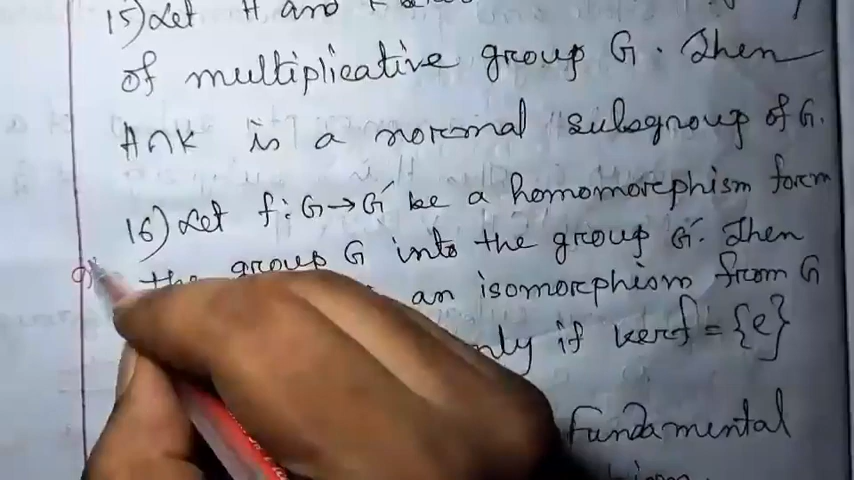 15) Let H and K
of multiplicative group G. Then
H∩K is a normal subgroup of G.
16) Let f: G→G' be a homomorphism form
the group G into the group G'. Then
an isomorphism from G
only if kerf = {e}
Fundamental